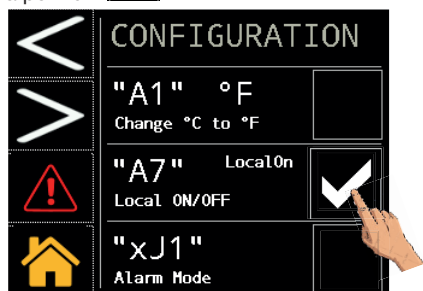 CONFIGURATION
"A1" °F
Change °C to °F
"A7" LocalOn
Local ON/OFF
"xJ1"
Alarm Mode